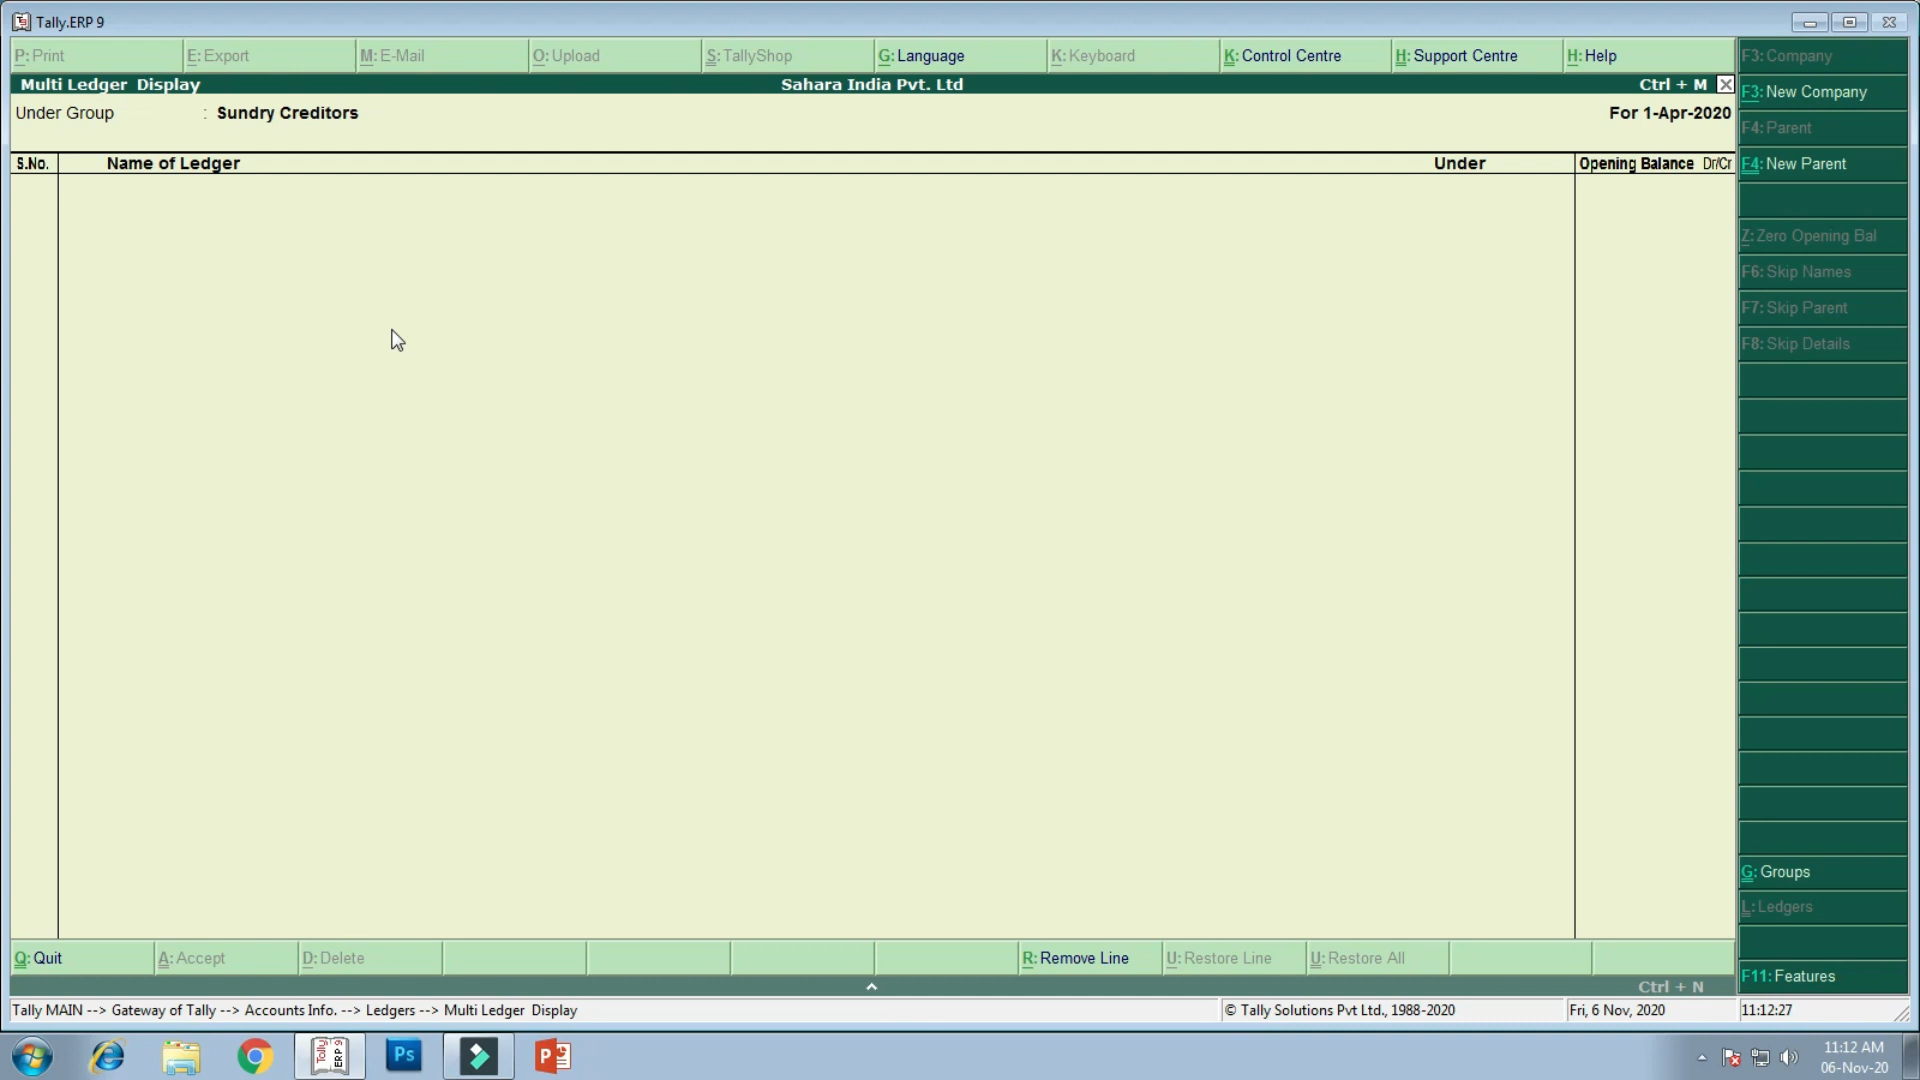 Tally.ERP 9
P: Print E: Export M: E-Mail O: Upload S: TallyShop G: Language K: Keyboard K: Control Centre H: Support Centre H: Help
F3: Company
Multi Ledger Display Sahara India Pvt. Ltd Ctrl + M
F3: New Company
Under Group : Sundry Creditors For 1-Apr-2020
F4: Parent
S.No. Name of Ledger Under Opening Balance Dr/Cr
F4: New Parent
Z: Zero Opening Bal
F6: Skip Names
F7: Skip Parent
F8: Skip Details
G: Groups
L: Ledgers
Q: Quit A: Accept D: Delete R: Remove Line U: Restore Line U: Restore All
F11: Features
Ctrl + N
Tally MAIN --> Gateway of Tally --> Accounts Info. --> Ledgers --> Multi Ledger Display © Tally Solutions Pvt Ltd., 1988-2020 Fri, 6 Nov, 2020 11:12:27
Tally
ERP 9
Ps
11:12 AM
06-Nov-20